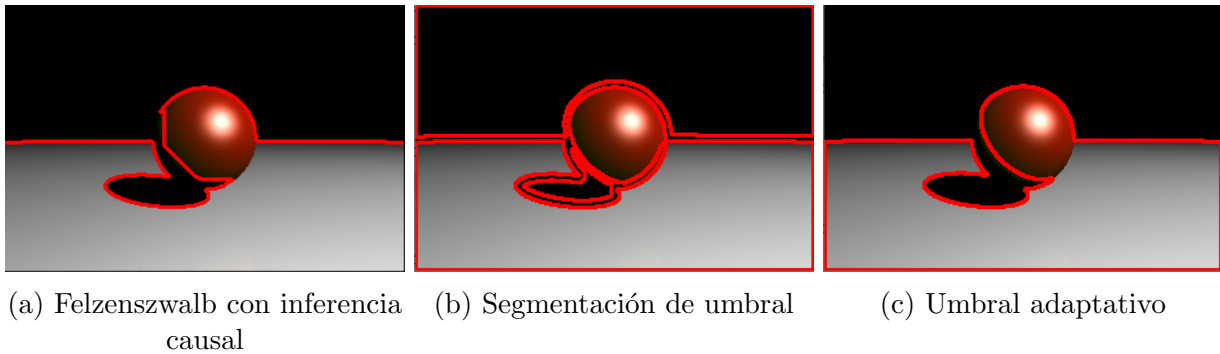 (a) Felzenszwalb con inferencia
causal
(b) Segmentación de umbral
(c) Umbral adaptativo